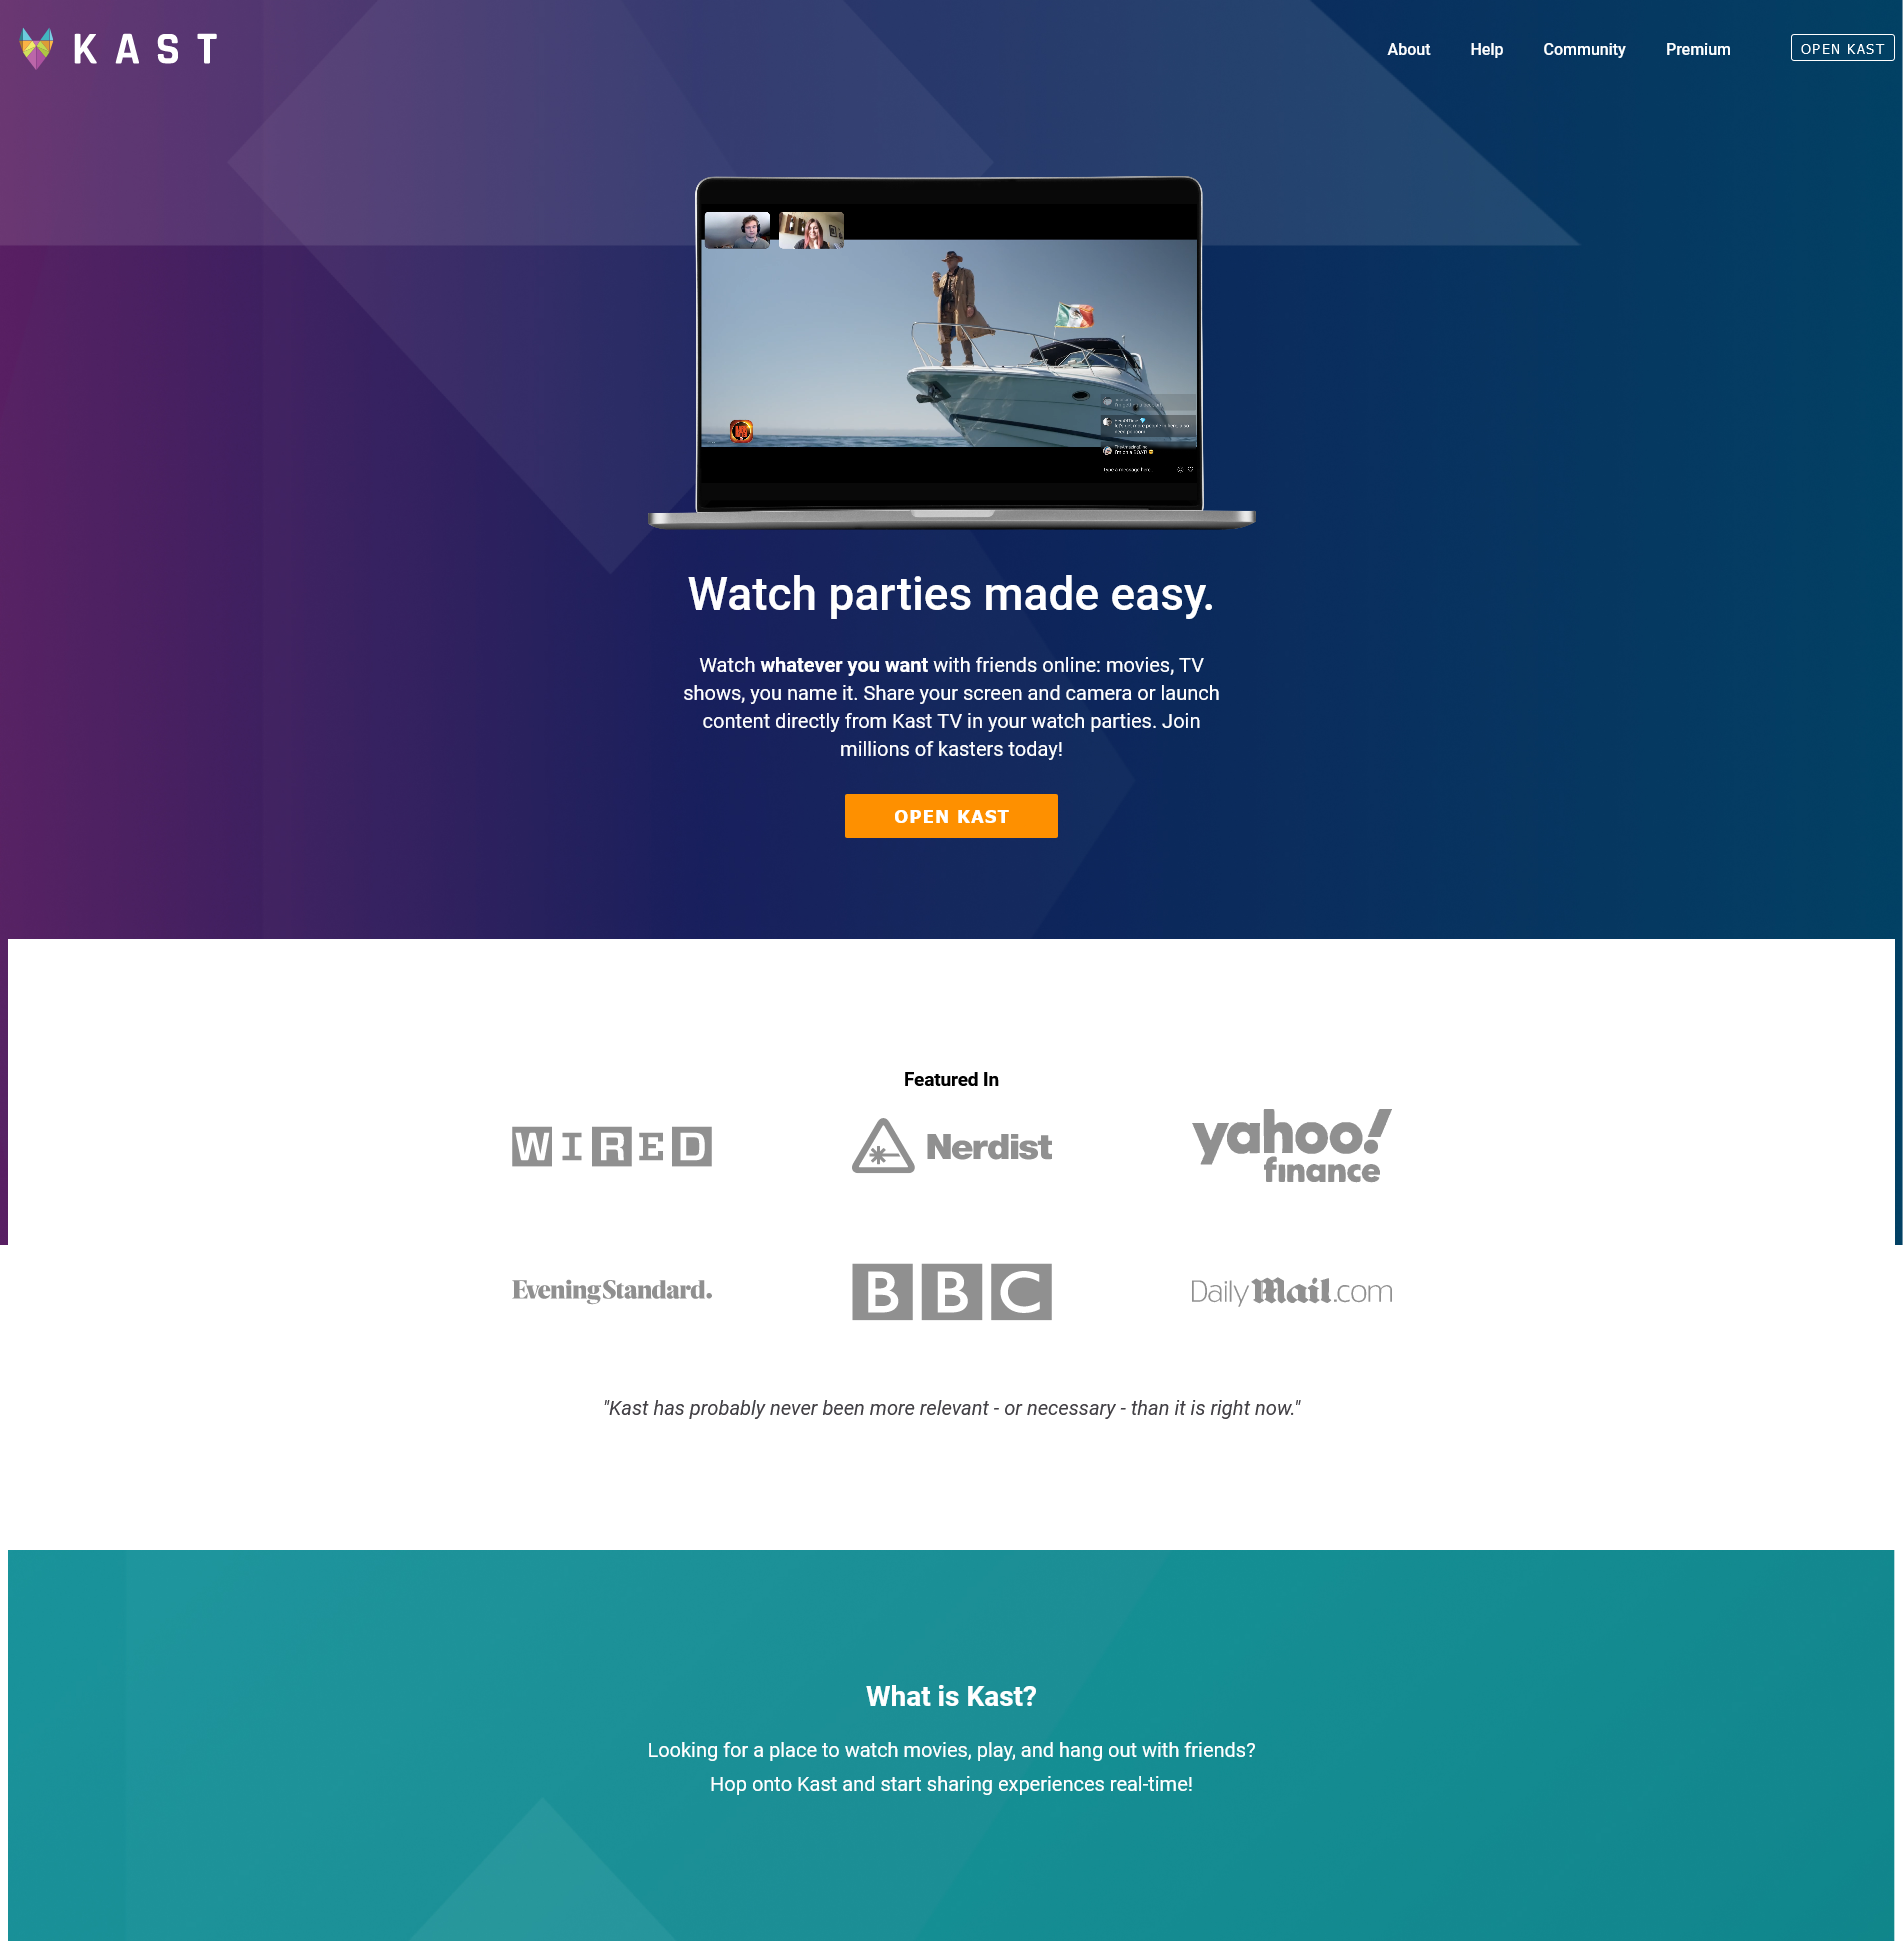 KAST
About
Help
Community
Premium
OPEN KAST
Watch parties made easy.
Watch whatever you want with friends online: movies, TV
shows, you name it. Share your screen and camera or launch
content directly from Kast TV in your watch parties. Join
millions of kasters today!
OPEN KAST
Featured In
WIRED
Nerdist
yahoo!
finance
EveningStandard.
BBC
DailyMail.com
"Kast has probably never been more relevant - or necessary - than it is right now."
What is Kast?
Looking for a place to watch movies, play, and hang out with friends?
Hop onto Kast and start sharing experiences real-time!